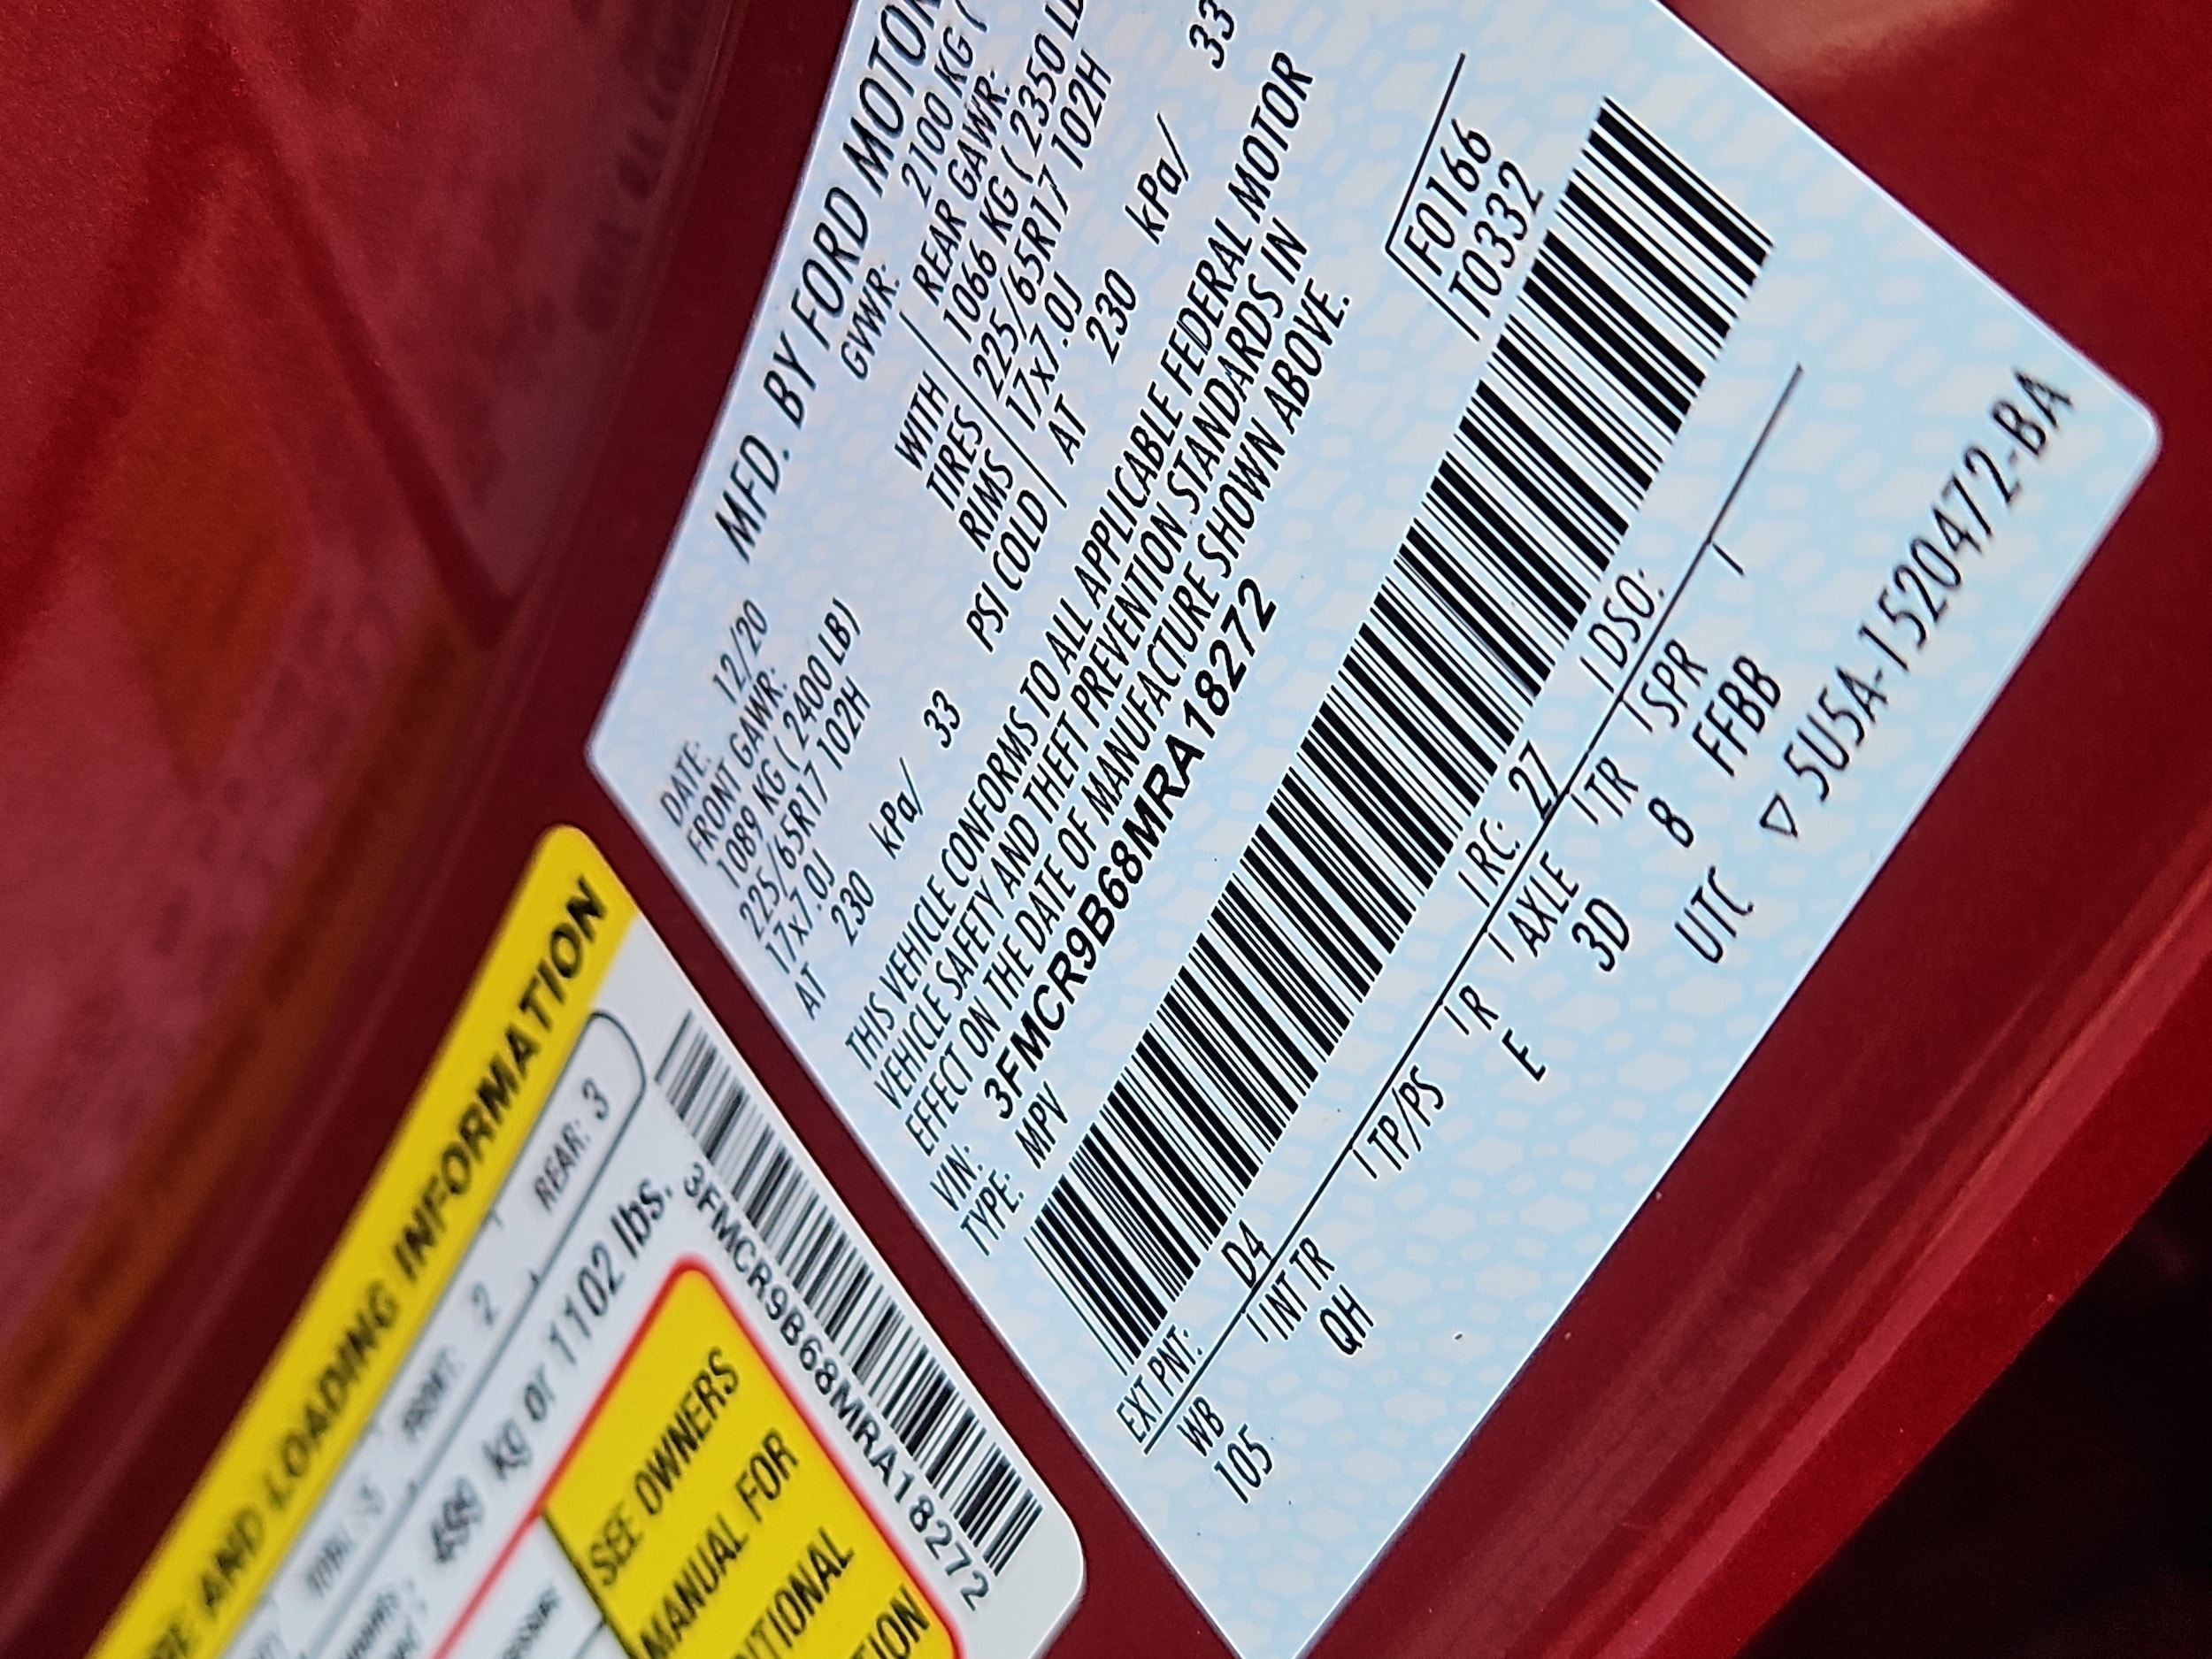 MFD. BY FORD MOTOR
DATE: 12/20 GVWR: 2100 KG (
FRONT GAWR: REAR GAWR:
1089 KG ( 2400 LB) WITH 1066 KG ( 2350
225/65R17 102H TIRES 225/65R17 102H
17x7.0J RIMS 17x7.0J
AT 230 kPa/ 33 PSI COLD AT 230 kPa/ 33
THIS VEHICLE CONFORMS TO ALL APPLICABLE FEDERAL MOTOR
VEHICLE SAFETY AND THEFT PREVENTION STANDARDS IN
EFFECT ON THE DATE OF MANUFACTURE SHOWN ABOVE.
VIN: 3FMCR9B68MRA18272
TYPE: MPV
F0166
T0332
EXT PNT: D4 RC: 27 DSO:
WB INT TR TP/PS R AXLE TR SPR
105 QH E 3D 8 FFBB
UTC
▽ 5U5A-1520472-BA
AND LOADING INFORMATION
FRONT: 2 REAR: 3
kg or 1102 lbs.
3FMCR9B68MRA18272
SEE OWNERS
MANUAL FOR